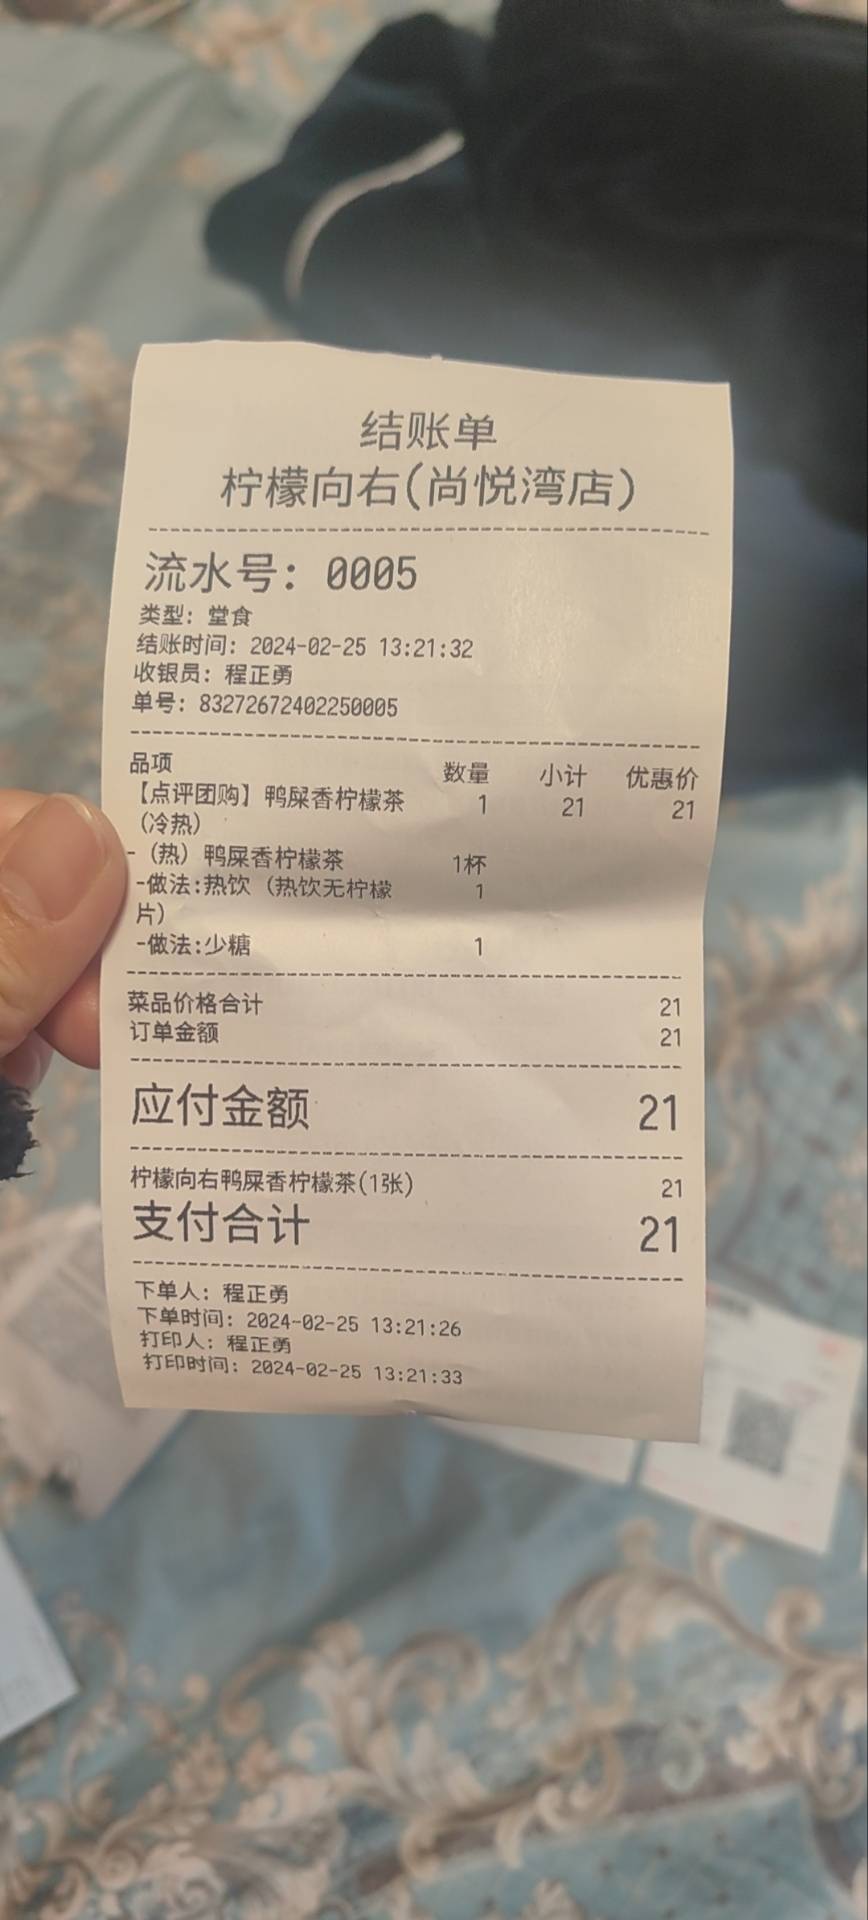 结账单
柠檬向右(尚悦湾店)
流水号: 0005
类型: 堂食
结账时间: 2024-02-25 13:21:32
收银员: 程正勇
单号: 83272672402250005
品项 数量 小计 优惠价
【点评团购】鸭屎香柠檬茶 1 21 21
(冷热)
- (热) 鸭屎香柠檬茶 1杯
-做法:热饮 (热饮无柠檬 1
片)
-做法:少糖 1
菜品价格合计 21
订单金额 21
应付金额 21
柠檬向右鸭屎香柠檬茶(1张) 21
支付合计 21
下单人: 程正勇
下单时间: 2024-02-25 13:21:26
打印人: 程正勇
打印时间: 2024-02-25 13:21:33